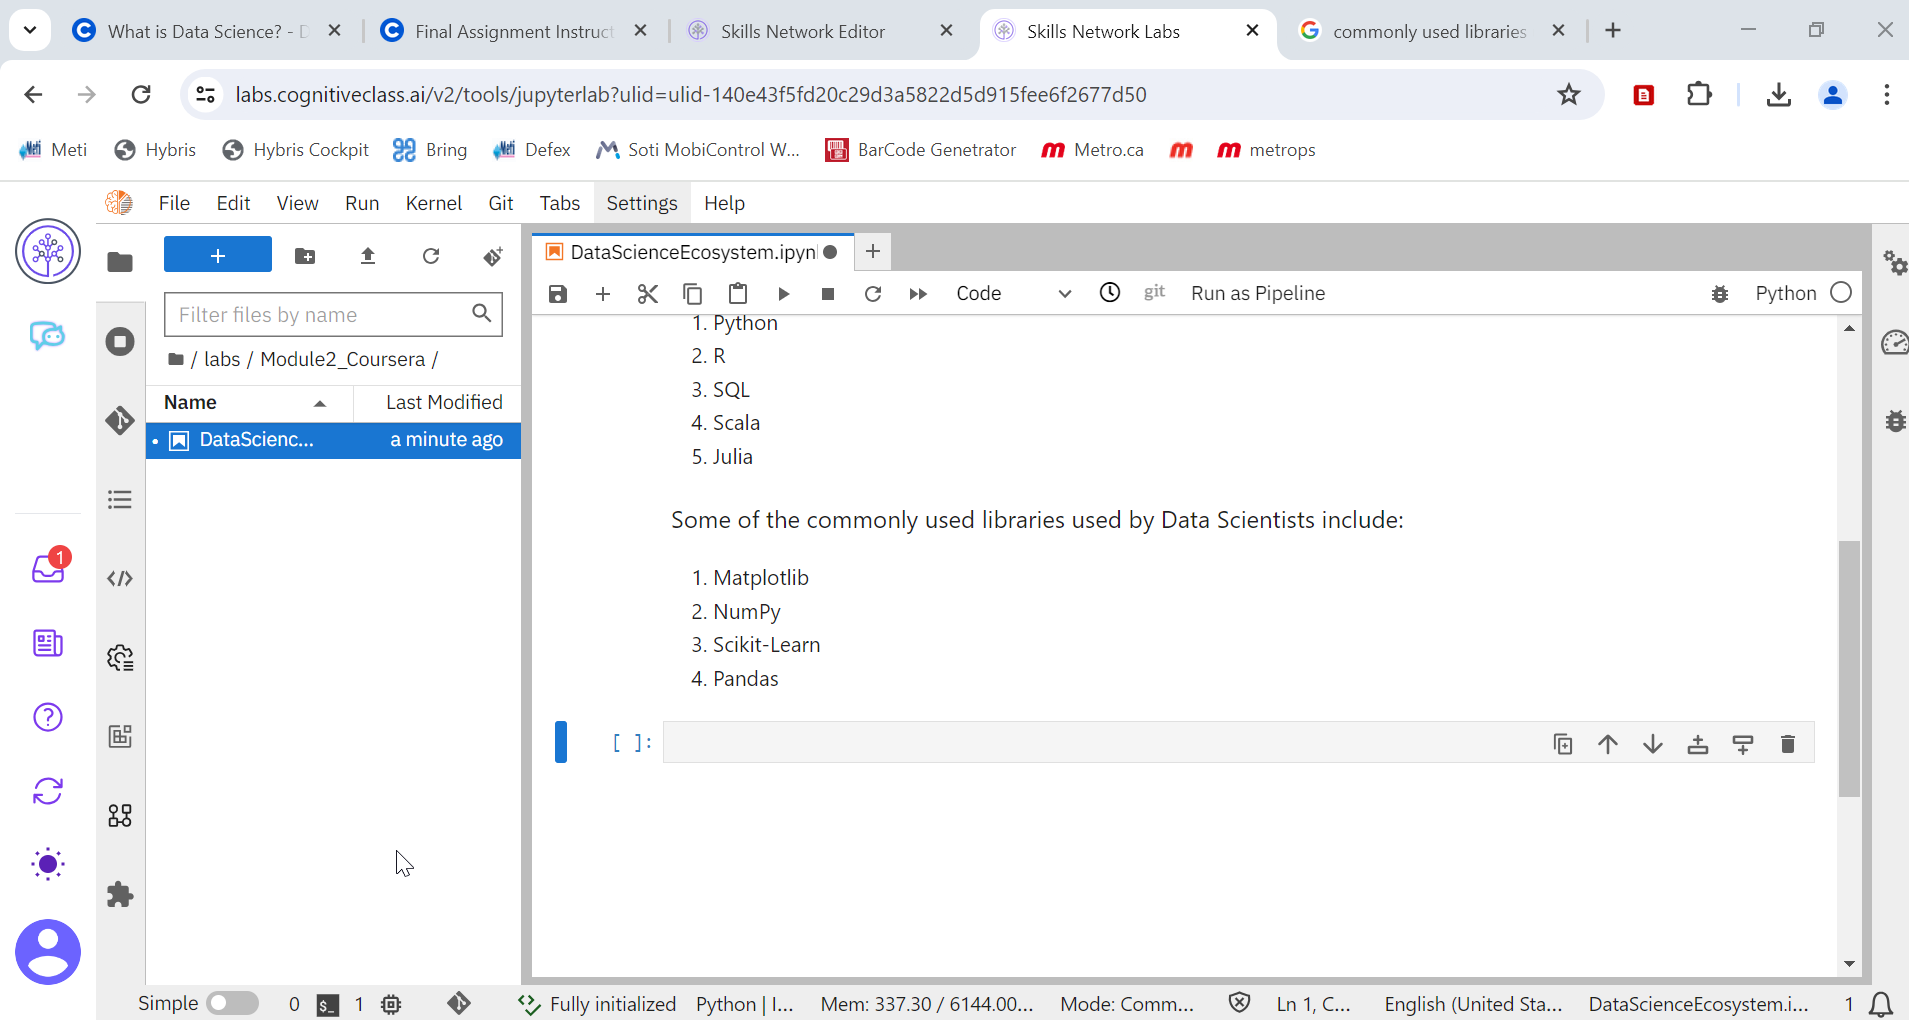 What is Data Science? - D
Final Assignment Instruct
Skills Network Editor
Skills Network Labs
commonly used libraries
labs.cognitiveclass.ai/v2/tools/jupyterlab?ulid=ulid-140e43f5fd20c29d3a5822d5d915fee6f2677d50
Meti
Hybris
Hybris Cockpit
Bring
Defex
Soti MobiControl W...
BarCode Genetrator
Metro.ca
metrops
File Edit View Run Kernel Git Tabs Settings Help
DataScienceEcosystem.ipyn
Code
git
Run as Pipeline
Python
Filter files by name
/ labs / Module2_Coursera /
Name
Last Modified
DataScienc...
a minute ago
1. Python
2. R
3. SQL
4. Scala
5. Julia
Some of the commonly used libraries used by Data Scientists include:
1. Matplotlib
2. NumPy
3. Scikit-Learn
4. Pandas
[ ]:
1
Simple
0
$_
1
Fully initialized
Python | I...
Mem: 337.30 / 6144.00...
Mode: Comm...
Ln 1, C...
English (United Sta...
DataScienceEcosystem.i...
1